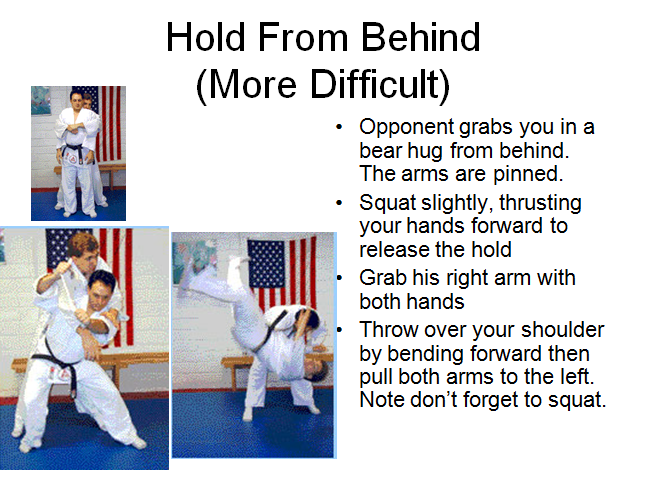 Hold From Behind
(More Difficult)
• Opponent grabs you in a
bear hug from behind.
The arms are pinned.
• Squat slightly, thrusting
your hands forward to
release the hold
• Grab his right arm with
both hands
• Throw over your shoulder
by bending forward then
pull both arms to the left.
Note don’t forget to squat.